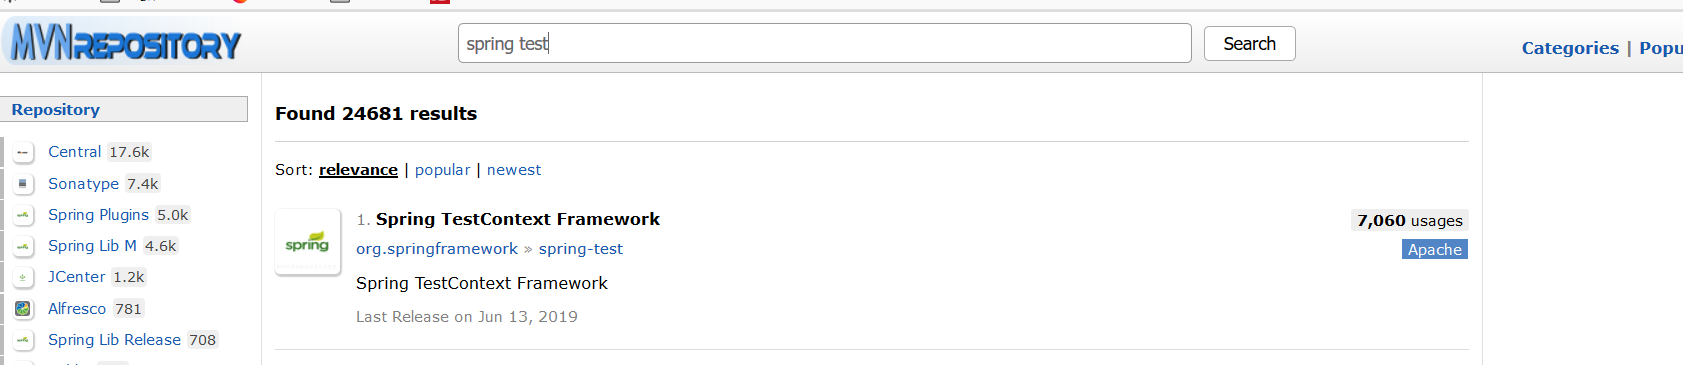 MVNREPOSITORY
spring test
Search
Categories | Popu
Repository
Central 17.6k
Sonatype 7.4k
Spring Plugins 5.0k
Spring Lib M 4.6k
JCenter 1.2k
Alfresco 781
Spring Lib Release 708
Found 24681 results
Sort: relevance | popular | newest
spring
1. Spring TestContext Framework
7,060 usages
org.springframework » spring-test
Apache
Spring TestContext Framework
Last Release on Jun 13, 2019